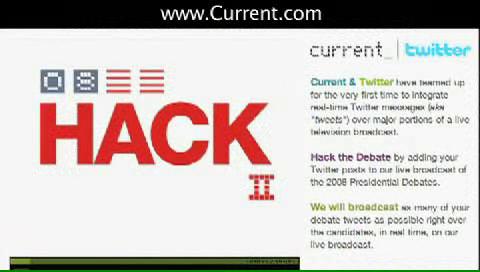 www.Current.com
current_ twitter
08
HACK
II
Current & Twitter have teamed up
for the very first time to integrate
real-time Twitter messages (aka
"tweets") over major portions of a live
television broadcast.
Hack the Debate by adding your
Twitter posts to our live broadcast of
the 2008 Presidential Debates.
We will broadcast as many of your
debate tweets as possible right over
the candidates, in real time, on our
live broadcast.